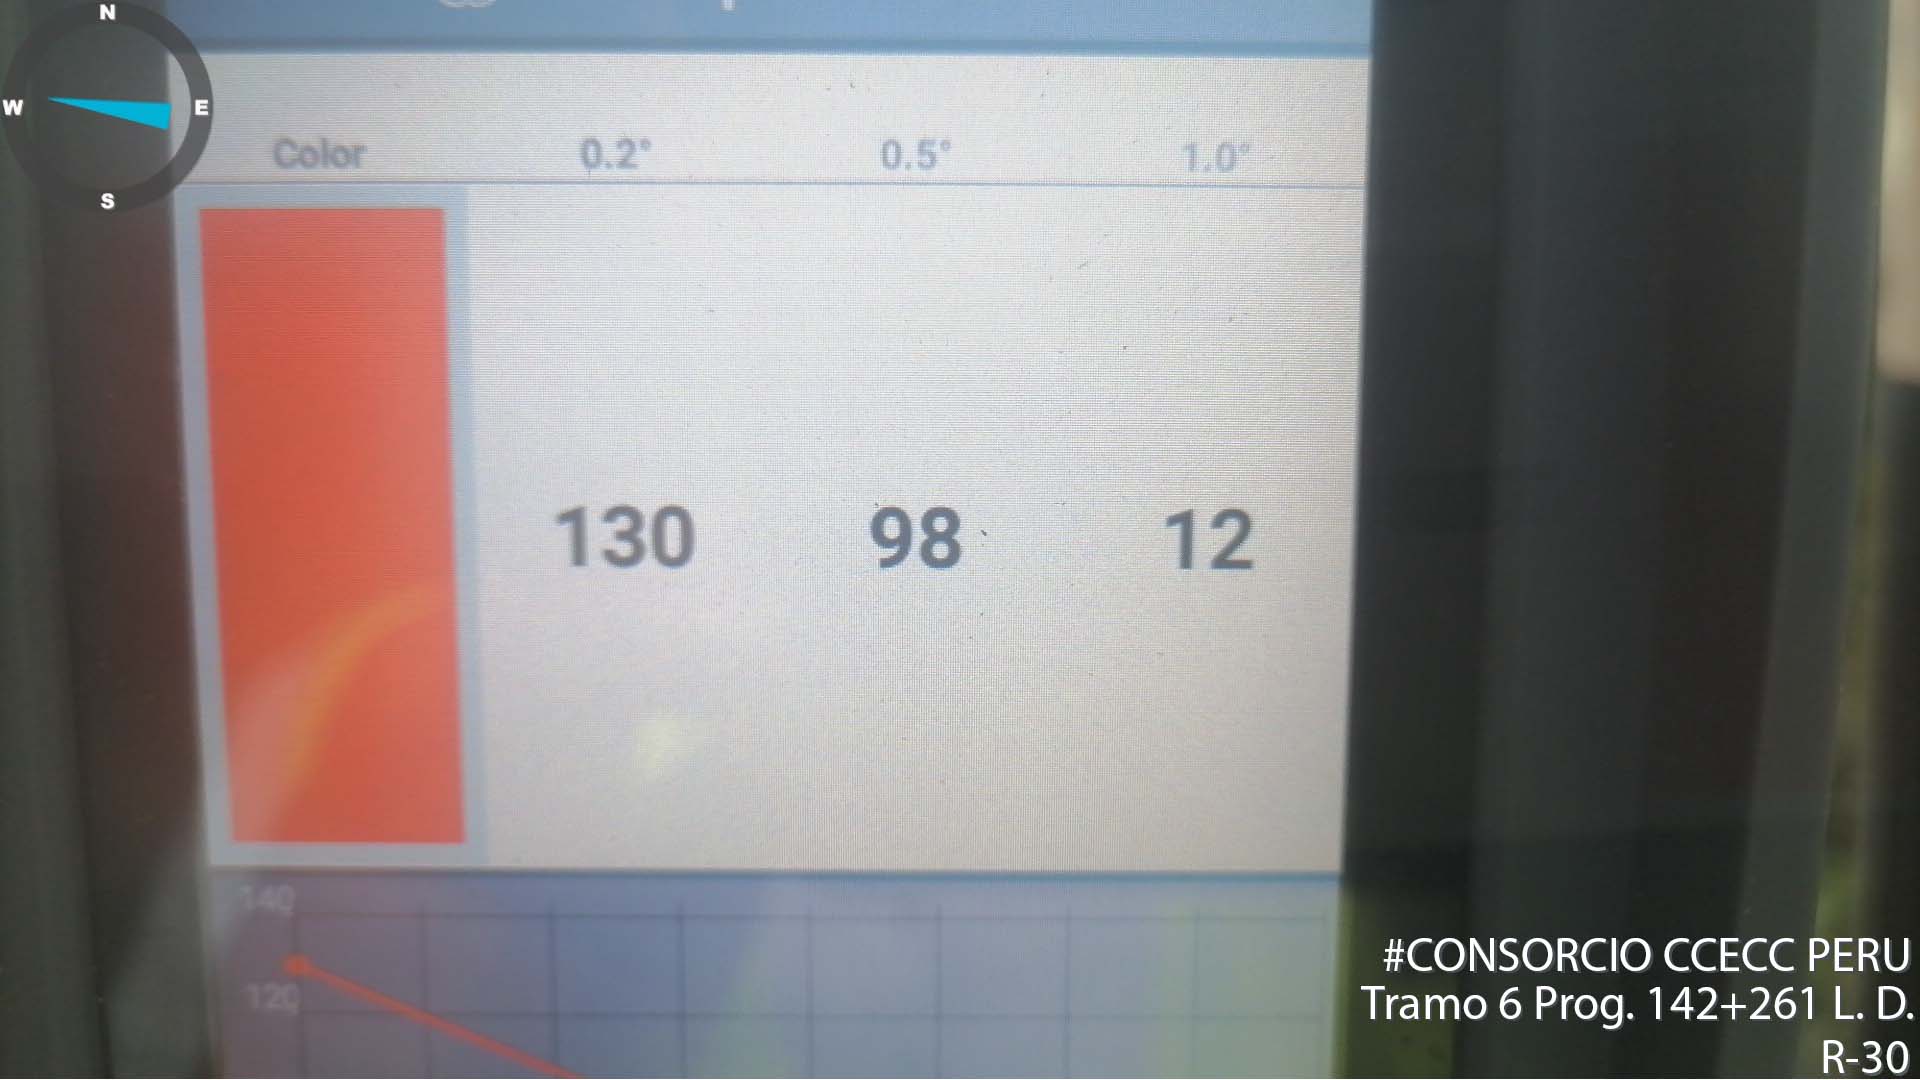 N
W E
S
Color 0.2° 0.5° 1.0°
130 98 12
140
120
#CONSORCIO CCECC PERU
Tramo 6 Prog. 142+261 L. D.
R-30